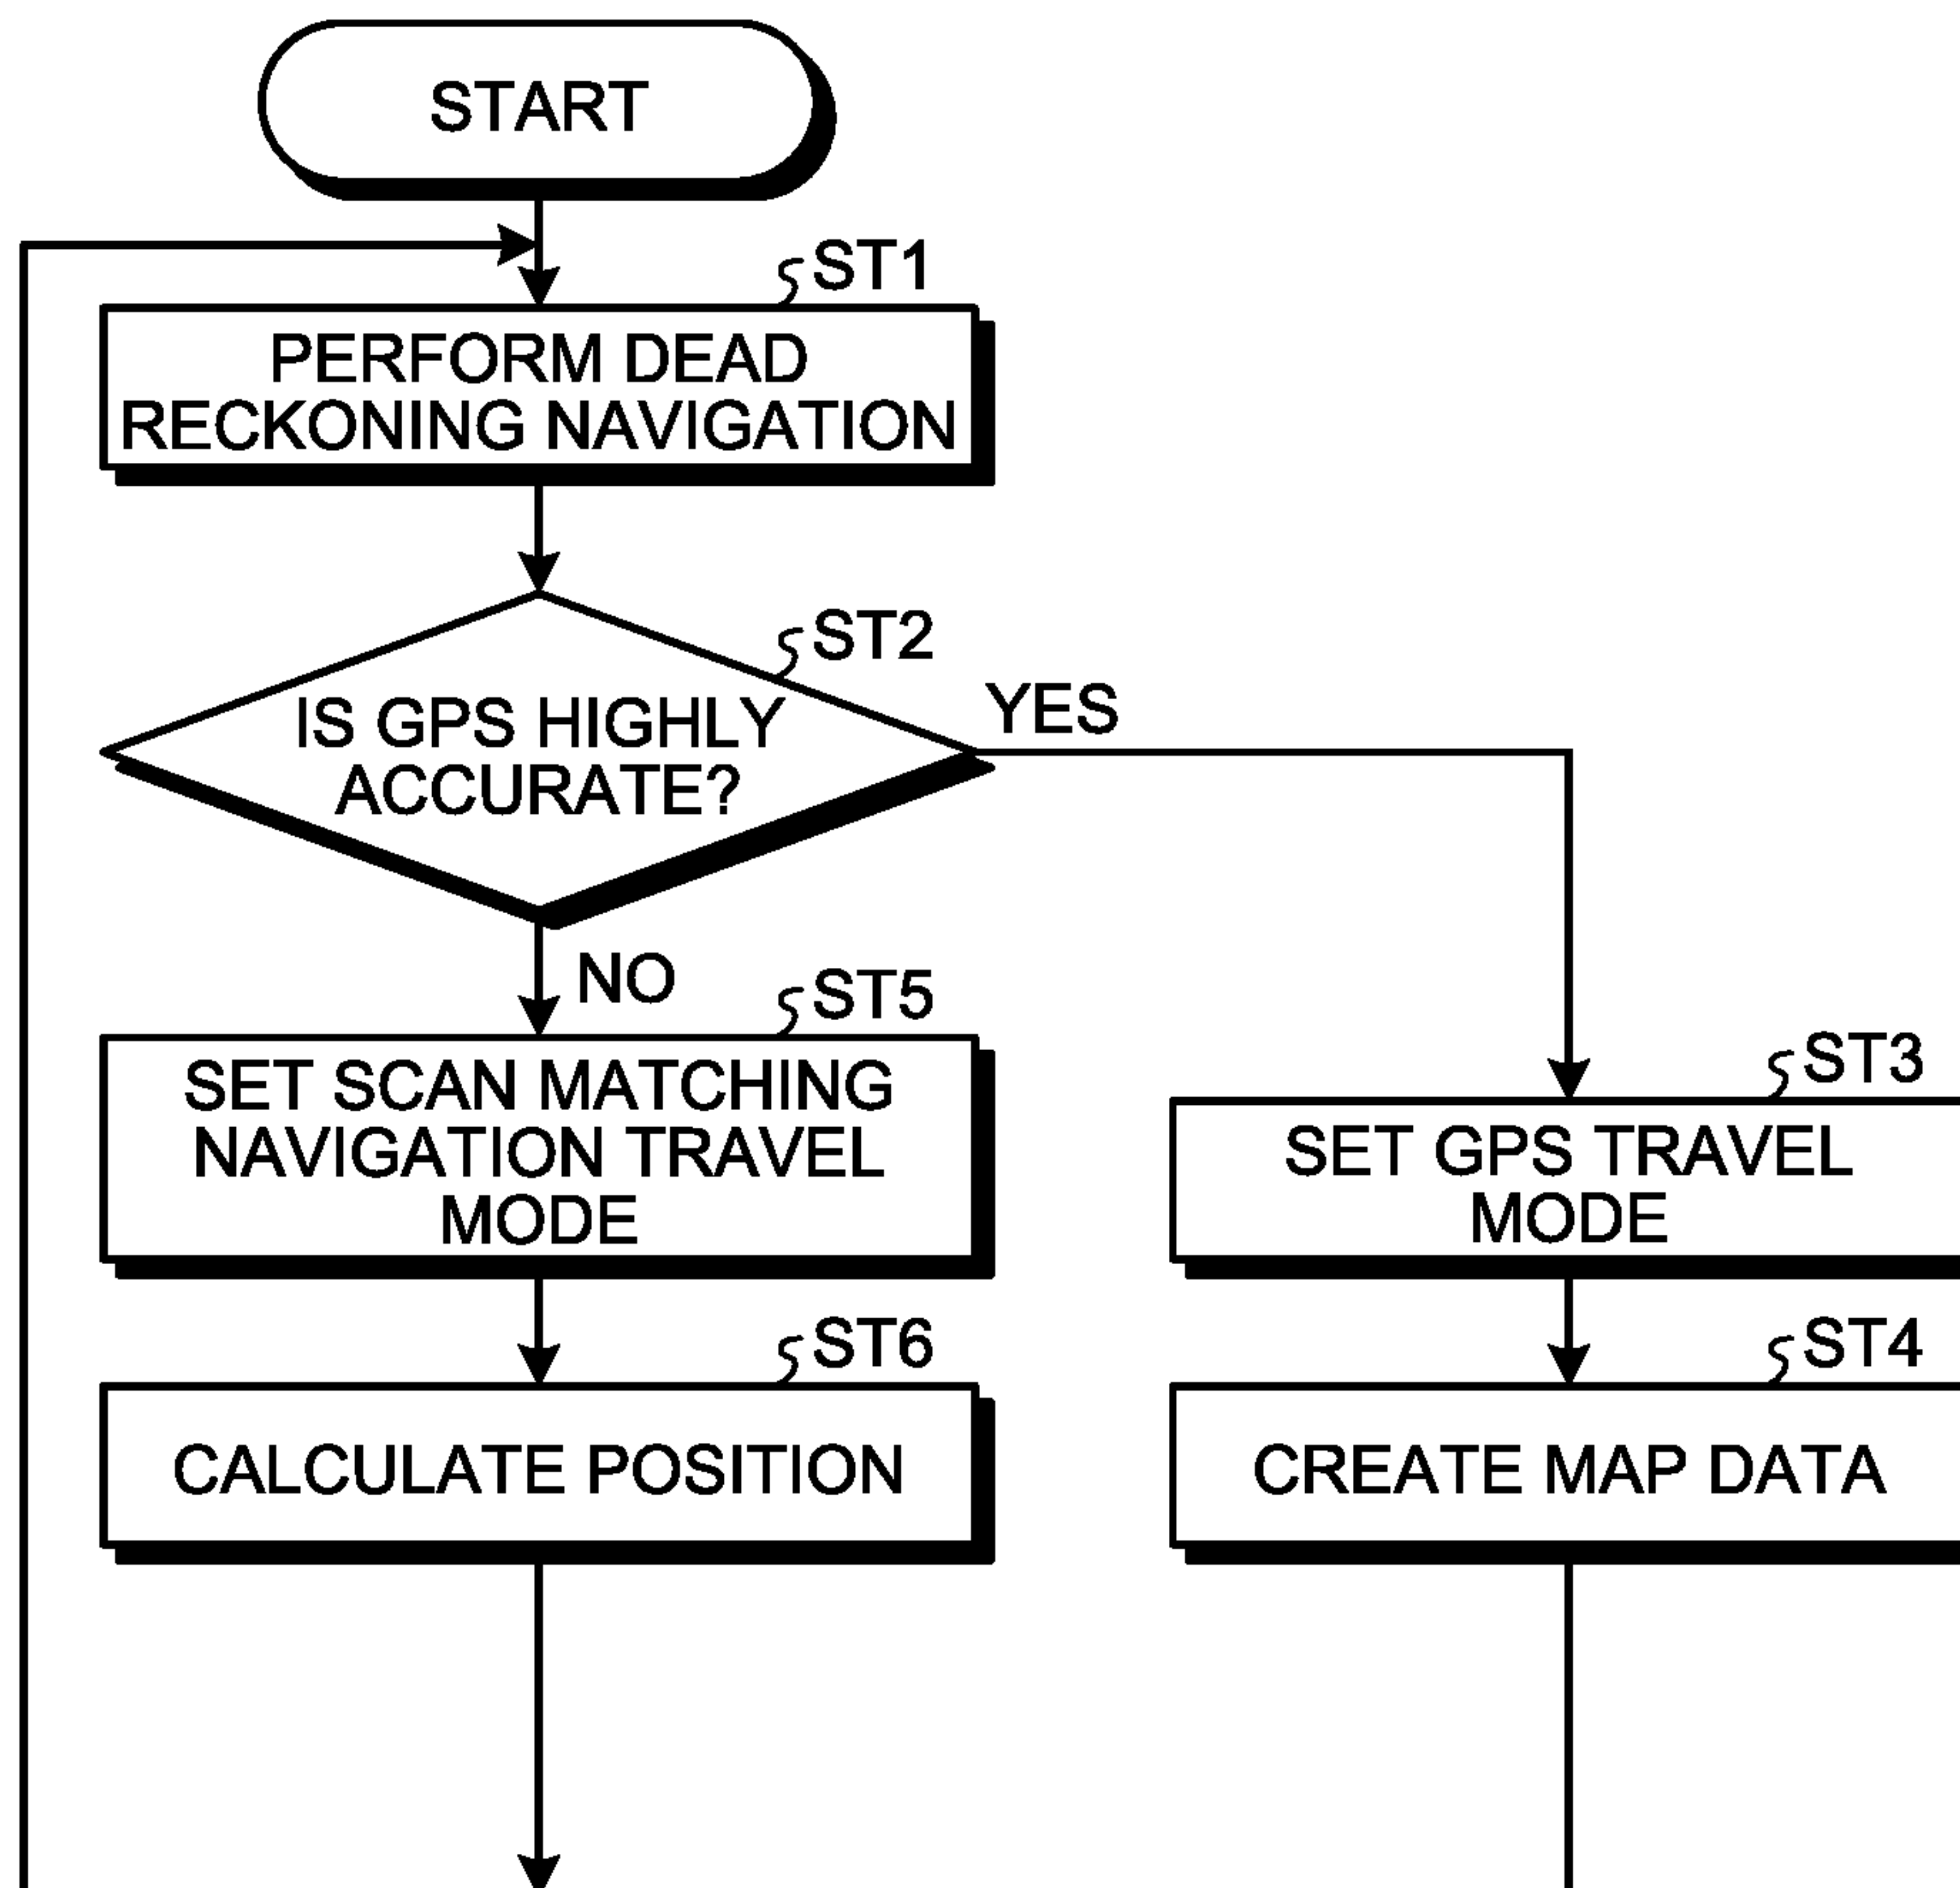 START
ST1
PERFORM DEAD
RECKONING NAVIGATION
ST2
IS GPS HIGHLY
ACCURATE?
YES
NO
ST5
SET SCAN MATCHING
NAVIGATION TRAVEL
MODE
ST3
SET GPS TRAVEL
MODE
ST6
CALCULATE POSITION
ST4
CREATE MAP DATA